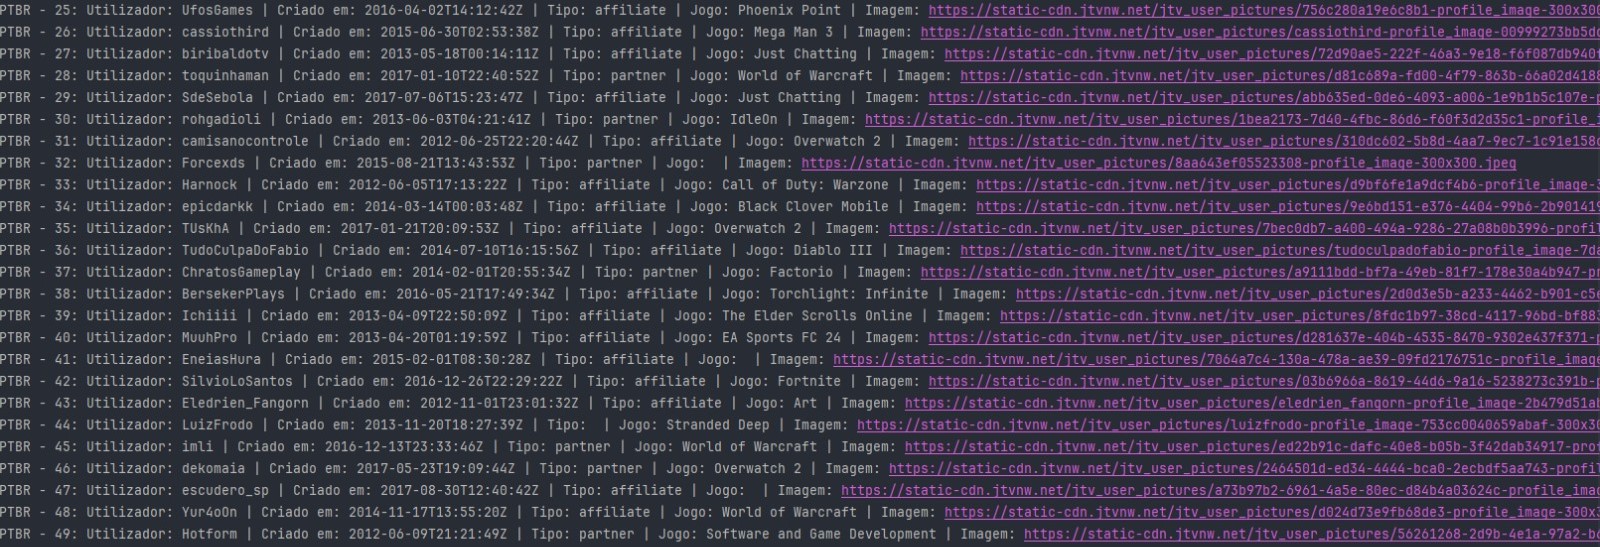 PTBR - 25: Utilizador: UfosGames | Criado em: 2016-04-02T14:12:42Z | Tipo: affiliate | Jogo: Phoenix Point | Imagem: https://static-cdn.jtvnw.net/jtv_user_pictures/756c280a19e6c8b1-profile_image-300x300
PTBR - 26: Utilizador: cassiothird | Criado em: 2015-06-30T02:53:38Z | Tipo: affiliate | Jogo: Mega Man 3 | Imagem: https://static-cdn.jtvnw.net/jtv_user_pictures/cassiothird-profile_image-00999273bb5dc
PTBR - 27: Utilizador: biribaldotv | Criado em: 2013-05-18T00:14:11Z | Tipo: affiliate | Jogo: Just Chatting | Imagem: https://static-cdn.jtvnw.net/jtv_user_pictures/72d90ae5-222f-46a3-9e18-f6f087db940f
PTBR - 28: Utilizador: toquinhaman | Criado em: 2017-01-10T22:40:52Z | Tipo: partner | Jogo: World of Warcraft | Imagem: https://static-cdn.jtvnw.net/jtv_user_pictures/d81c689a-fd00-4f79-863b-66a02d4188
PTBR - 29: Utilizador: SdeSebola | Criado em: 2017-07-06T15:23:47Z | Tipo: affiliate | Jogo: Just Chatting | Imagem: https://static-cdn.jtvnw.net/jtv_user_pictures/abb635ed-0de6-4093-a006-1e9b1b5c107e-p
PTBR - 30: Utilizador: rohgadioli | Criado em: 2013-06-03T04:21:41Z | Tipo: partner | Jogo: IdleOn | Imagem: https://static-cdn.jtvnw.net/jtv_user_pictures/1bea2173-7d40-4fbc-86d6-f60f3d2d35c1-profile_i
PTBR - 31: Utilizador: camisanocontrole | Criado em: 2012-06-25T22:20:44Z | Tipo: affiliate | Jogo: Overwatch 2 | Imagem: https://static-cdn.jtvnw.net/jtv_user_pictures/310dc602-5b8d-4aa7-9ec7-1c91e158c
PTBR - 32: Utilizador: Forcexds | Criado em: 2015-08-21T13:43:53Z | Tipo: partner | Jogo:  | Imagem: https://static-cdn.jtvnw.net/jtv_user_pictures/8aa643ef05523308-profile_image-300x300.jpeg
PTBR - 33: Utilizador: Harnock | Criado em: 2012-06-05T17:13:22Z | Tipo: affiliate | Jogo: Call of Duty: Warzone | Imagem: https://static-cdn.jtvnw.net/jtv_user_pictures/d9bf6fe1a9dcf4b6-profile_image-3
PTBR - 34: Utilizador: epicdarkk | Criado em: 2014-03-14T00:03:48Z | Tipo: affiliate | Jogo: Black Clover Mobile | Imagem: https://static-cdn.jtvnw.net/jtv_user_pictures/9e6bd151-e376-4404-99b6-2b901419
PTBR - 35: Utilizador: TUsKhA | Criado em: 2017-01-21T20:09:53Z | Tipo: affiliate | Jogo: Overwatch 2 | Imagem: https://static-cdn.jtvnw.net/jtv_user_pictures/7bec0db7-a400-494a-9286-27a08b0b3996-profil
PTBR - 36: Utilizador: TudoCulpaDoFabio | Criado em: 2014-07-10T16:15:56Z | Tipo: affiliate | Jogo: Diablo III | Imagem: https://static-cdn.jtvnw.net/jtv_user_pictures/tudoculpadofabio-profile_image-7da
PTBR - 37: Utilizador: ChratosGameplay | Criado em: 2014-02-01T20:55:34Z | Tipo: partner | Jogo: Factorio | Imagem: https://static-cdn.jtvnw.net/jtv_user_pictures/a9111bdd-bf7a-49eb-81f7-178e30a4b947-pr
PTBR - 38: Utilizador: BersekerPlays | Criado em: 2016-05-21T17:49:34Z | Tipo: affiliate | Jogo: Torchlight: Infinite | Imagem: https://static-cdn.jtvnw.net/jtv_user_pictures/2d0d3e5b-a233-4462-b901-c5e
PTBR - 39: Utilizador: Ichiiii | Criado em: 2013-04-09T22:50:09Z | Tipo: affiliate | Jogo: The Elder Scrolls Online | Imagem: https://static-cdn.jtvnw.net/jtv_user_pictures/8fdc1b97-38cd-4117-96bd-bf883
PTBR - 40: Utilizador: MuuhPro | Criado em: 2013-04-20T01:19:59Z | Tipo: affiliate | Jogo: EA Sports FC 24 | Imagem: https://static-cdn.jtvnw.net/jtv_user_pictures/d281637e-404b-4535-8470-9302e437f371-p
PTBR - 41: Utilizador: EneiasHura | Criado em: 2015-02-01T08:30:28Z | Tipo: affiliate | Jogo:  | Imagem: https://static-cdn.jtvnw.net/jtv_user_pictures/7064a7c4-130a-478a-ae39-09fd2176751c-profile_image
PTBR - 42: Utilizador: SilvioLoSantos | Criado em: 2016-12-26T22:29:22Z | Tipo: affiliate | Jogo: Fortnite | Imagem: https://static-cdn.jtvnw.net/jtv_user_pictures/03b6966a-8619-44d6-9a16-5238273c391b-p
PTBR - 43: Utilizador: Eledrien_Fangorn | Criado em: 2012-11-01T23:01:32Z | Tipo: affiliate | Jogo: Art | Imagem: https://static-cdn.jtvnw.net/jtv_user_pictures/eledrien_fangorn-profile_image-2b479d51ab
PTBR - 44: Utilizador: LuizFrodo | Criado em: 2013-11-20T18:27:39Z | Tipo:  | Jogo: Stranded Deep | Imagem: https://static-cdn.jtvnw.net/jtv_user_pictures/luizfrodo-profile_image-753cc0040659abaf-300x30
PTBR - 45: Utilizador: imli | Criado em: 2016-12-13T23:33:46Z | Tipo: partner | Jogo: World of Warcraft | Imagem: https://static-cdn.jtvnw.net/jtv_user_pictures/ed22b91c-dafc-40e8-b05b-3f42dab34917-prof
PTBR - 46: Utilizador: dekomaia | Criado em: 2017-05-23T19:09:44Z | Tipo: partner | Jogo: Overwatch 2 | Imagem: https://static-cdn.jtvnw.net/jtv_user_pictures/2464501d-ed34-4444-bca0-2ecbdf5aa743-profil
PTBR - 47: Utilizador: escudero_sp | Criado em: 2017-08-30T12:40:42Z | Tipo: affiliate | Jogo:  | Imagem: https://static-cdn.jtvnw.net/jtv_user_pictures/a73b97b2-6961-4a5e-80ec-d84b4a03624c-profile_imag
PTBR - 48: Utilizador: Yur4o0n | Criado em: 2014-11-17T13:55:20Z | Tipo: affiliate | Jogo: World of Warcraft | Imagem: https://static-cdn.jtvnw.net/jtv_user_pictures/d024d73e9fb68de3-profile_image-300x3
PTBR - 49: Utilizador: Hotform | Criado em: 2012-06-09T21:21:49Z | Tipo: partner | Jogo: Software and Game Development | Imagem: https://static-cdn.jtvnw.net/jtv_user_pictures/56261268-2d9b-4e1a-97a2-bc